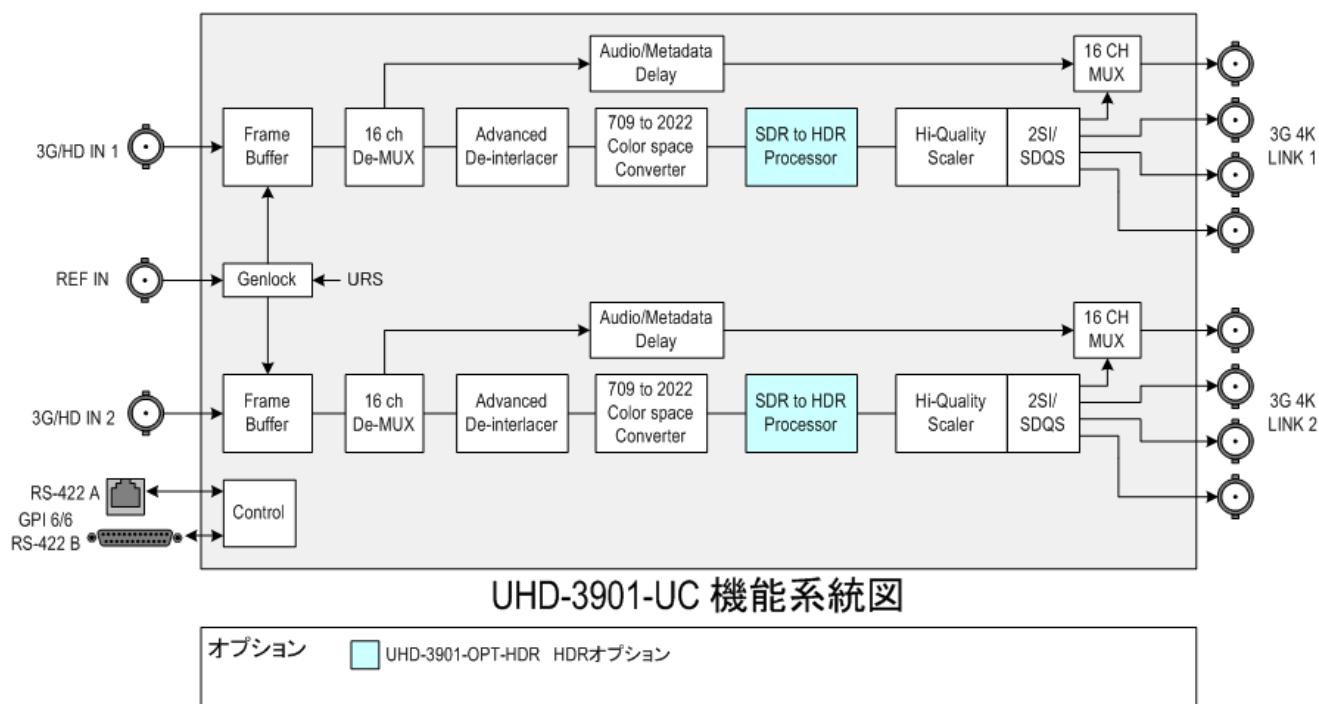 Audio/Metadata
Delay
16 CH
MUX
3G/HD IN 1
Frame
Buffer
16 ch
De-MUX
Advanced
De-interlacer
709 to 2022
Color space
Converter
SDR to HDR
Processor
Hi-Quality
Scaler
2SI/
SDQS
3G 4K
LINK 1
REF IN
Genlock
URS
Audio/Metadata
Delay
16 CH
MUX
3G/HD IN 2
Frame
Buffer
16 ch
De-MUX
Advanced
De-interlacer
709 to 2022
Color space
Converter
SDR to HDR
Processor
Hi-Quality
Scaler
2SI/
SDQS
3G 4K
LINK 2
RS-422 A
GPI 6/6
RS-422 B
Control
UHD-3901-UC 機能系統図
オプション
UHD-3901-OPT-HDR HDRオプション